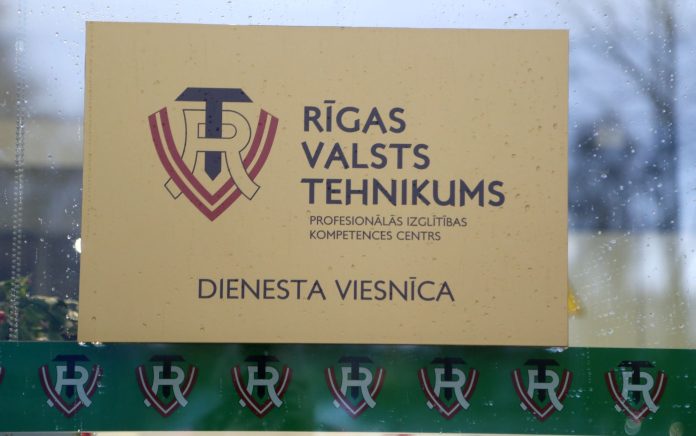 RĪGAS
VALSTS
TEHNIKUMS
PROFESIONĀLĀS IZGLĪTĪBAS
KOMPETENCES CENTRS
DIENESTA VIESNĪCA